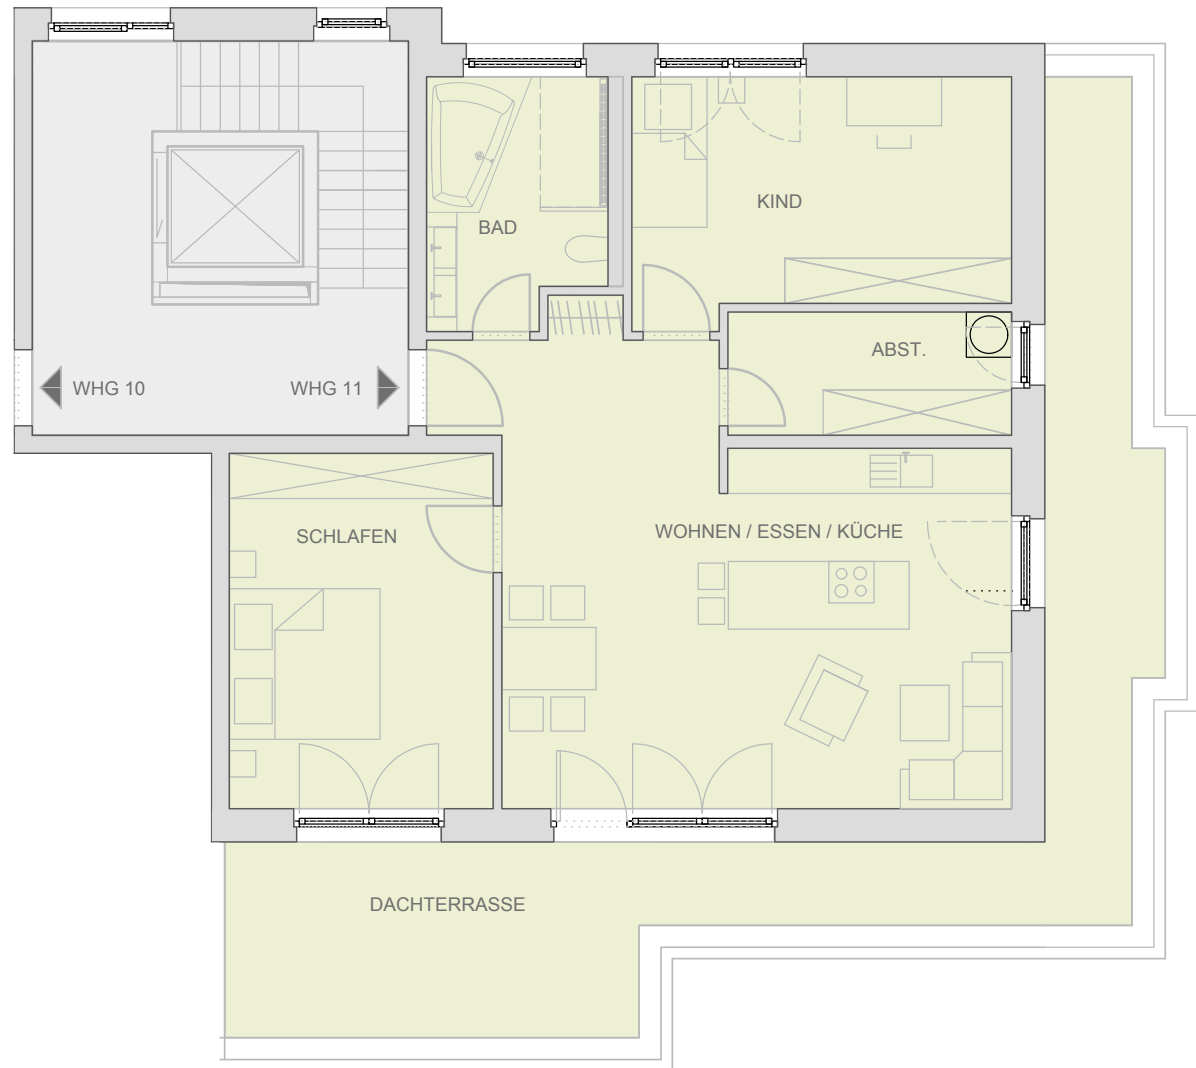 KIND
BAD
ABST.
WHG 10
WHG 11
SCHLAFEN
WOHNEN / ESSEN / KÜCHE
DACHTERRASSE